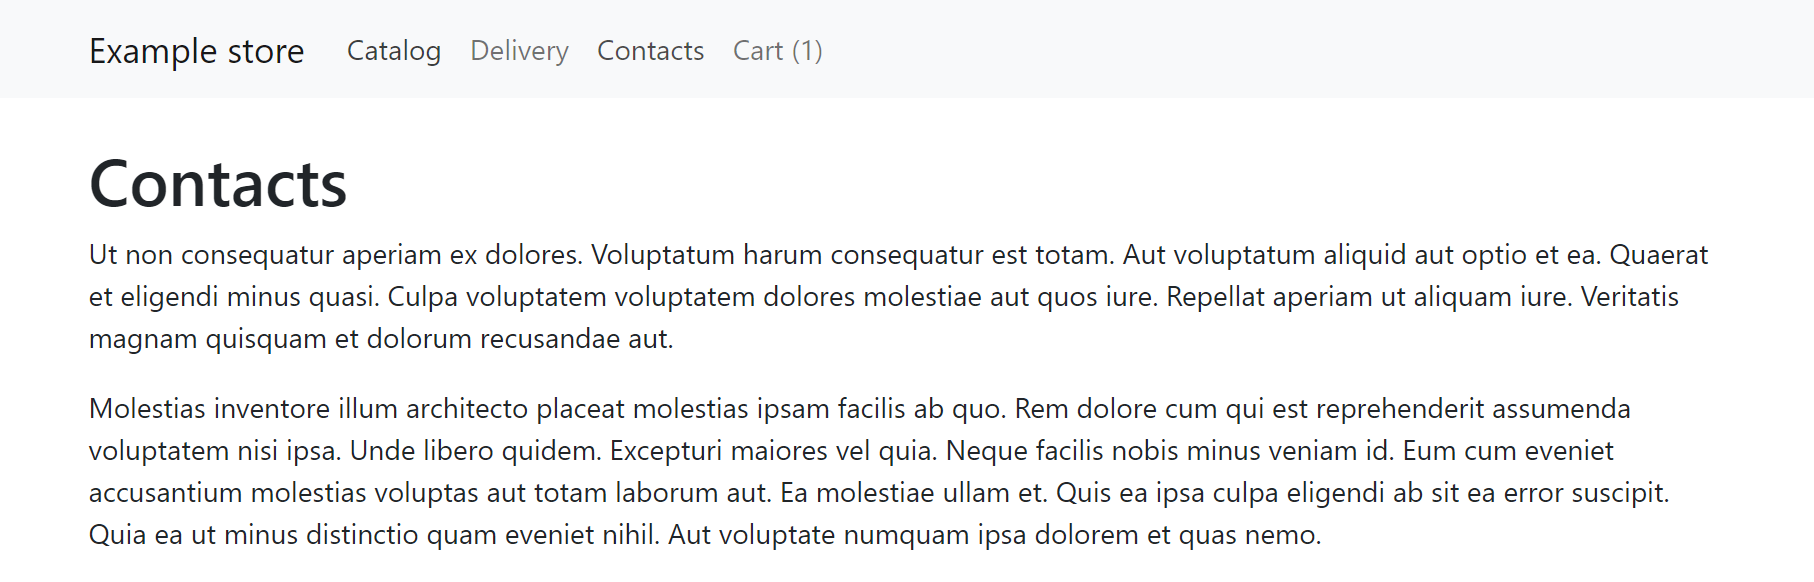 Example store Catalog Delivery Contacts Cart (1)
Contacts
Ut non consequatur aperiam ex dolores. Voluptatum harum consequatur est totam. Aut voluptatum aliquid aut optio et ea. Quaerat
et eligendi minus quasi. Culpa voluptatem voluptatem dolores molestiae aut quos iure. Repellat aperiam ut aliquam iure. Veritatis
magnam quisquam et dolorum recusandae aut.
Molestias inventore illum architecto placeat molestias ipsam facilis ab quo. Rem dolore cum qui est reprehenderit assumenda
voluptatem nisi ipsa. Unde libero quidem. Excepturi maiores vel quia. Neque facilis nobis minus veniam id. Eum cum eveniet
accusantium molestias voluptas aut totam laborum aut. Ea molestiae ullam et. Quis ea ipsa culpa eligendi ab sit ea error suscipit.
Quia ea ut minus distinctio quam eveniet nihil. Aut voluptate numquam ipsa dolorem et quas nemo.